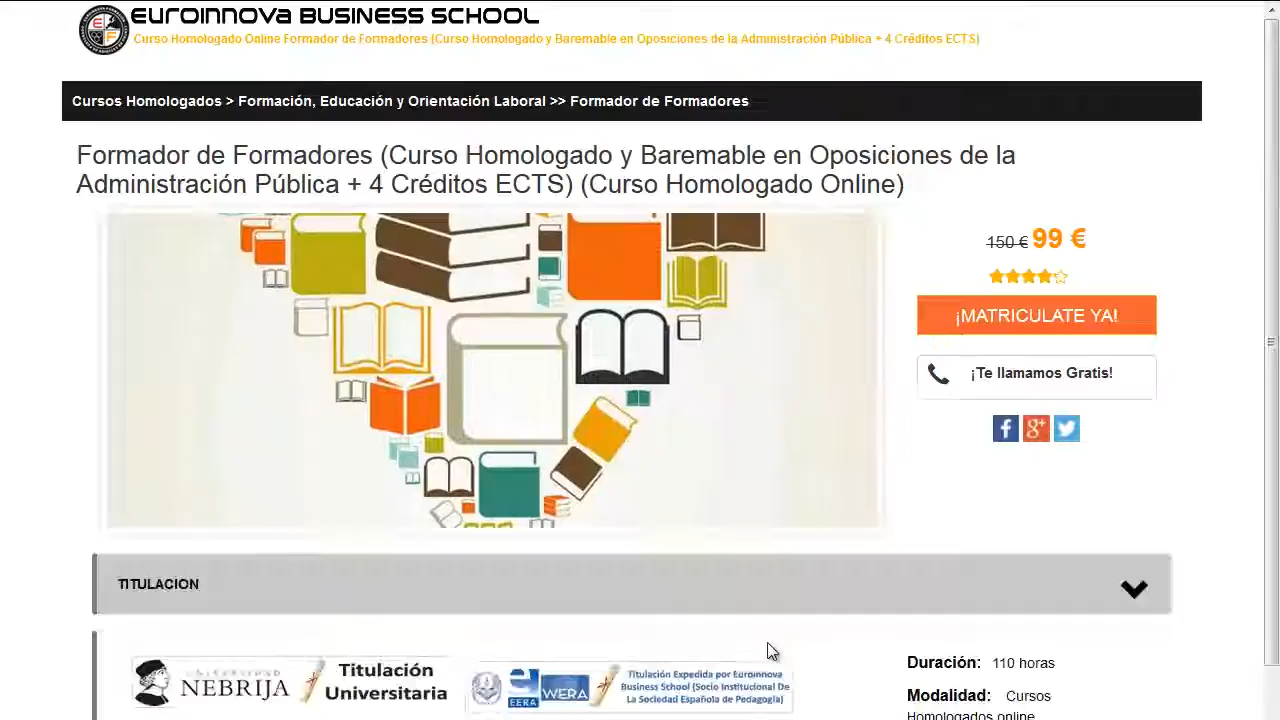 EUROINNOVA BUSINESS SCHOOL
Curso Homologado Online Formador de Formadores (Curso Homologado y Baremable en Oposiciones de la Administración Pública + 4 Créditos ECTS)
Cursos Homologados > Formación, Educación y Orientación Laboral >> Formador de Formadores
Formador de Formadores (Curso Homologado y Baremable en Oposiciones de la
Administración Pública + 4 Créditos ECTS) (Curso Homologado Online)
150 € 99 €
¡MATRICULATE YA!
¡Te llamamos Gratis!
TITULACION
UNIVERSIDAD
NEBRIJA
Titulación
Universitaria
EERA
WERA
Titulación Expedida por Euroinnova
Business School (Socio Institucional De
La Sociedad Española de Pedagogía)
Duración: 110 horas
Modalidad: Cursos
Homologados online